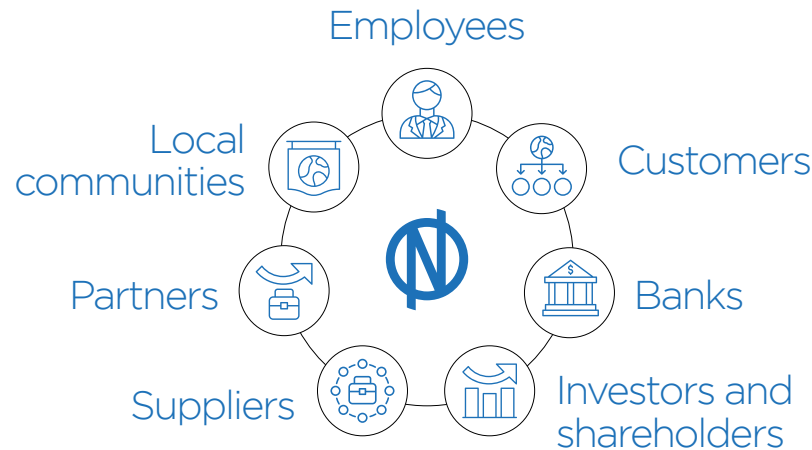 Employees
Customers
Banks
Investors and
shareholders
Suppliers
Partners
Local
communities
$
N